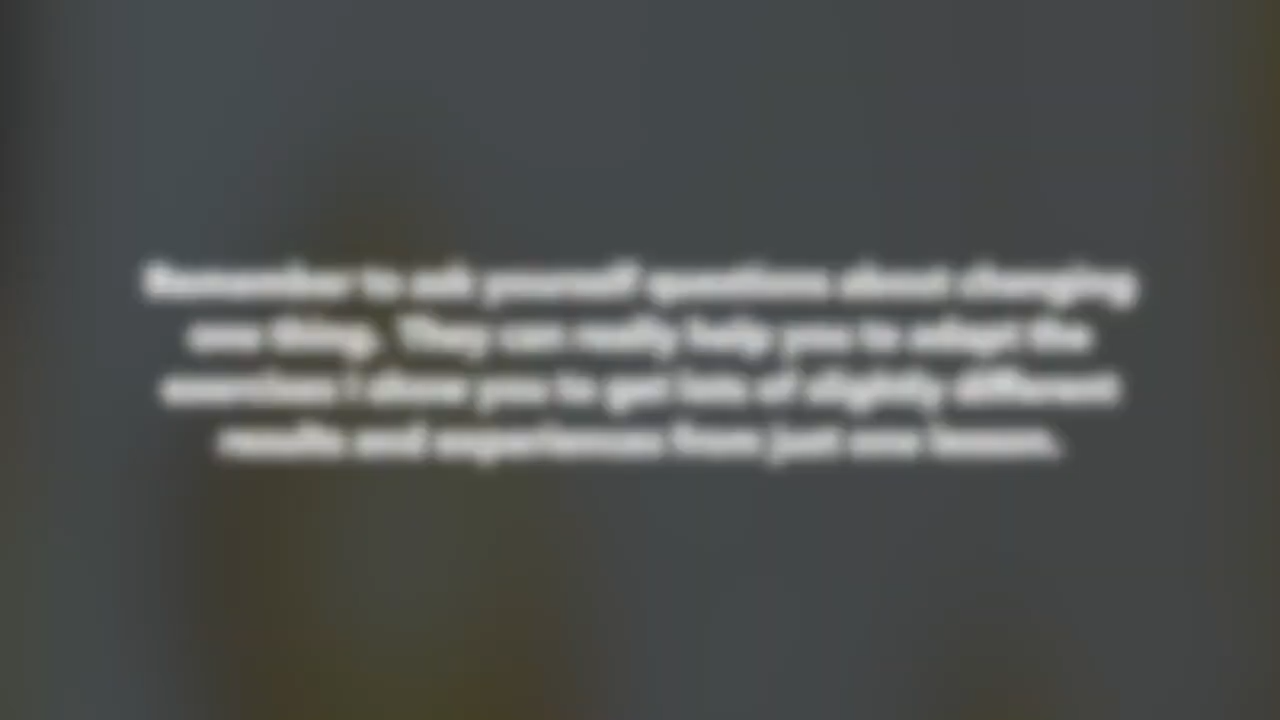 Remember to ask yourself questions about changing
one thing. They can really help you to adapt the
exercises I show you to get lots of slightly different
results and experiences from just one lesson.